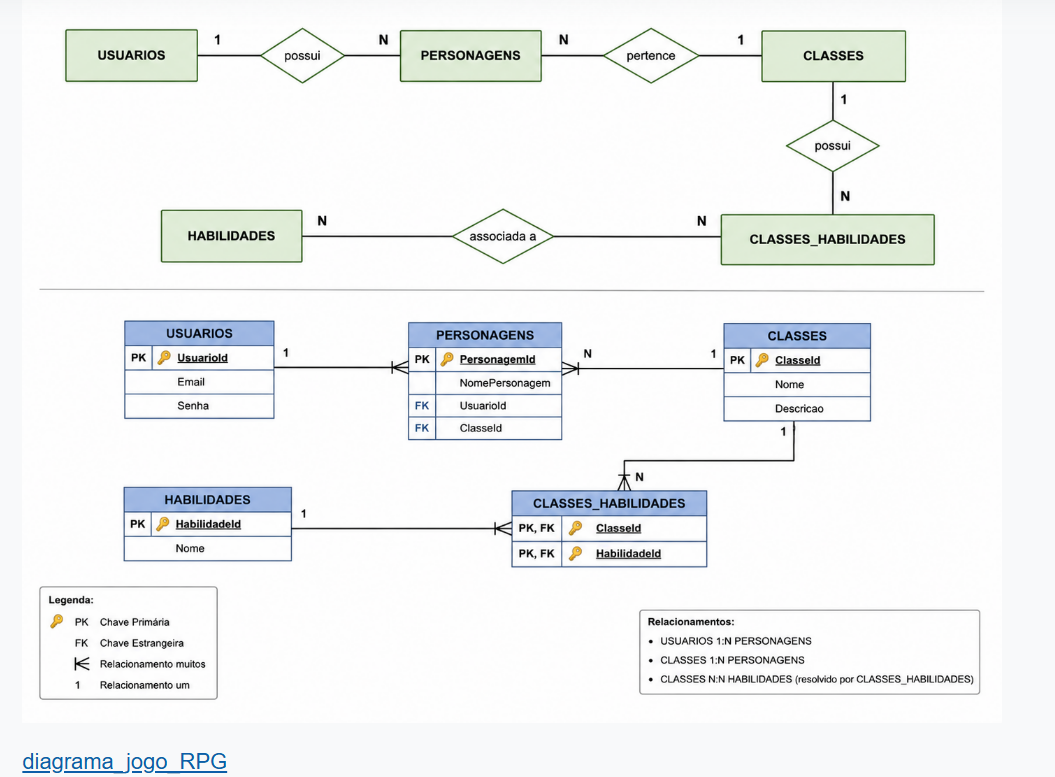 1 N N 1
USUARIOS possui PERSONAGENS pertence CLASSES
1
possui
N
N N
HABILIDADES associada a CLASSES_HABILIDADES
USUARIOS
PK UsuarioId
Email
Senha
1
PERSONAGENS
PK PersonagemId
NomePersonagem
FK UsuarioId
FK ClasseId
N 1
CLASSES
PK ClasseId
Nome
Descricao
1
N
HABILIDADES
PK HabilidadeId
Nome
1
CLASSES_HABILIDADES
PK, FK ClasseId
PK, FK HabilidadeId
Legenda:
PK Chave Primária
FK Chave Estrangeira
Relacionamento muitos
1 Relacionamento um
Relacionamentos:
• USUARIOS 1:N PERSONAGENS
• CLASSES 1:N PERSONAGENS
• CLASSES N:N HABILIDADES (resolvido por CLASSES_HABILIDADES)
diagrama_jogo_RPG